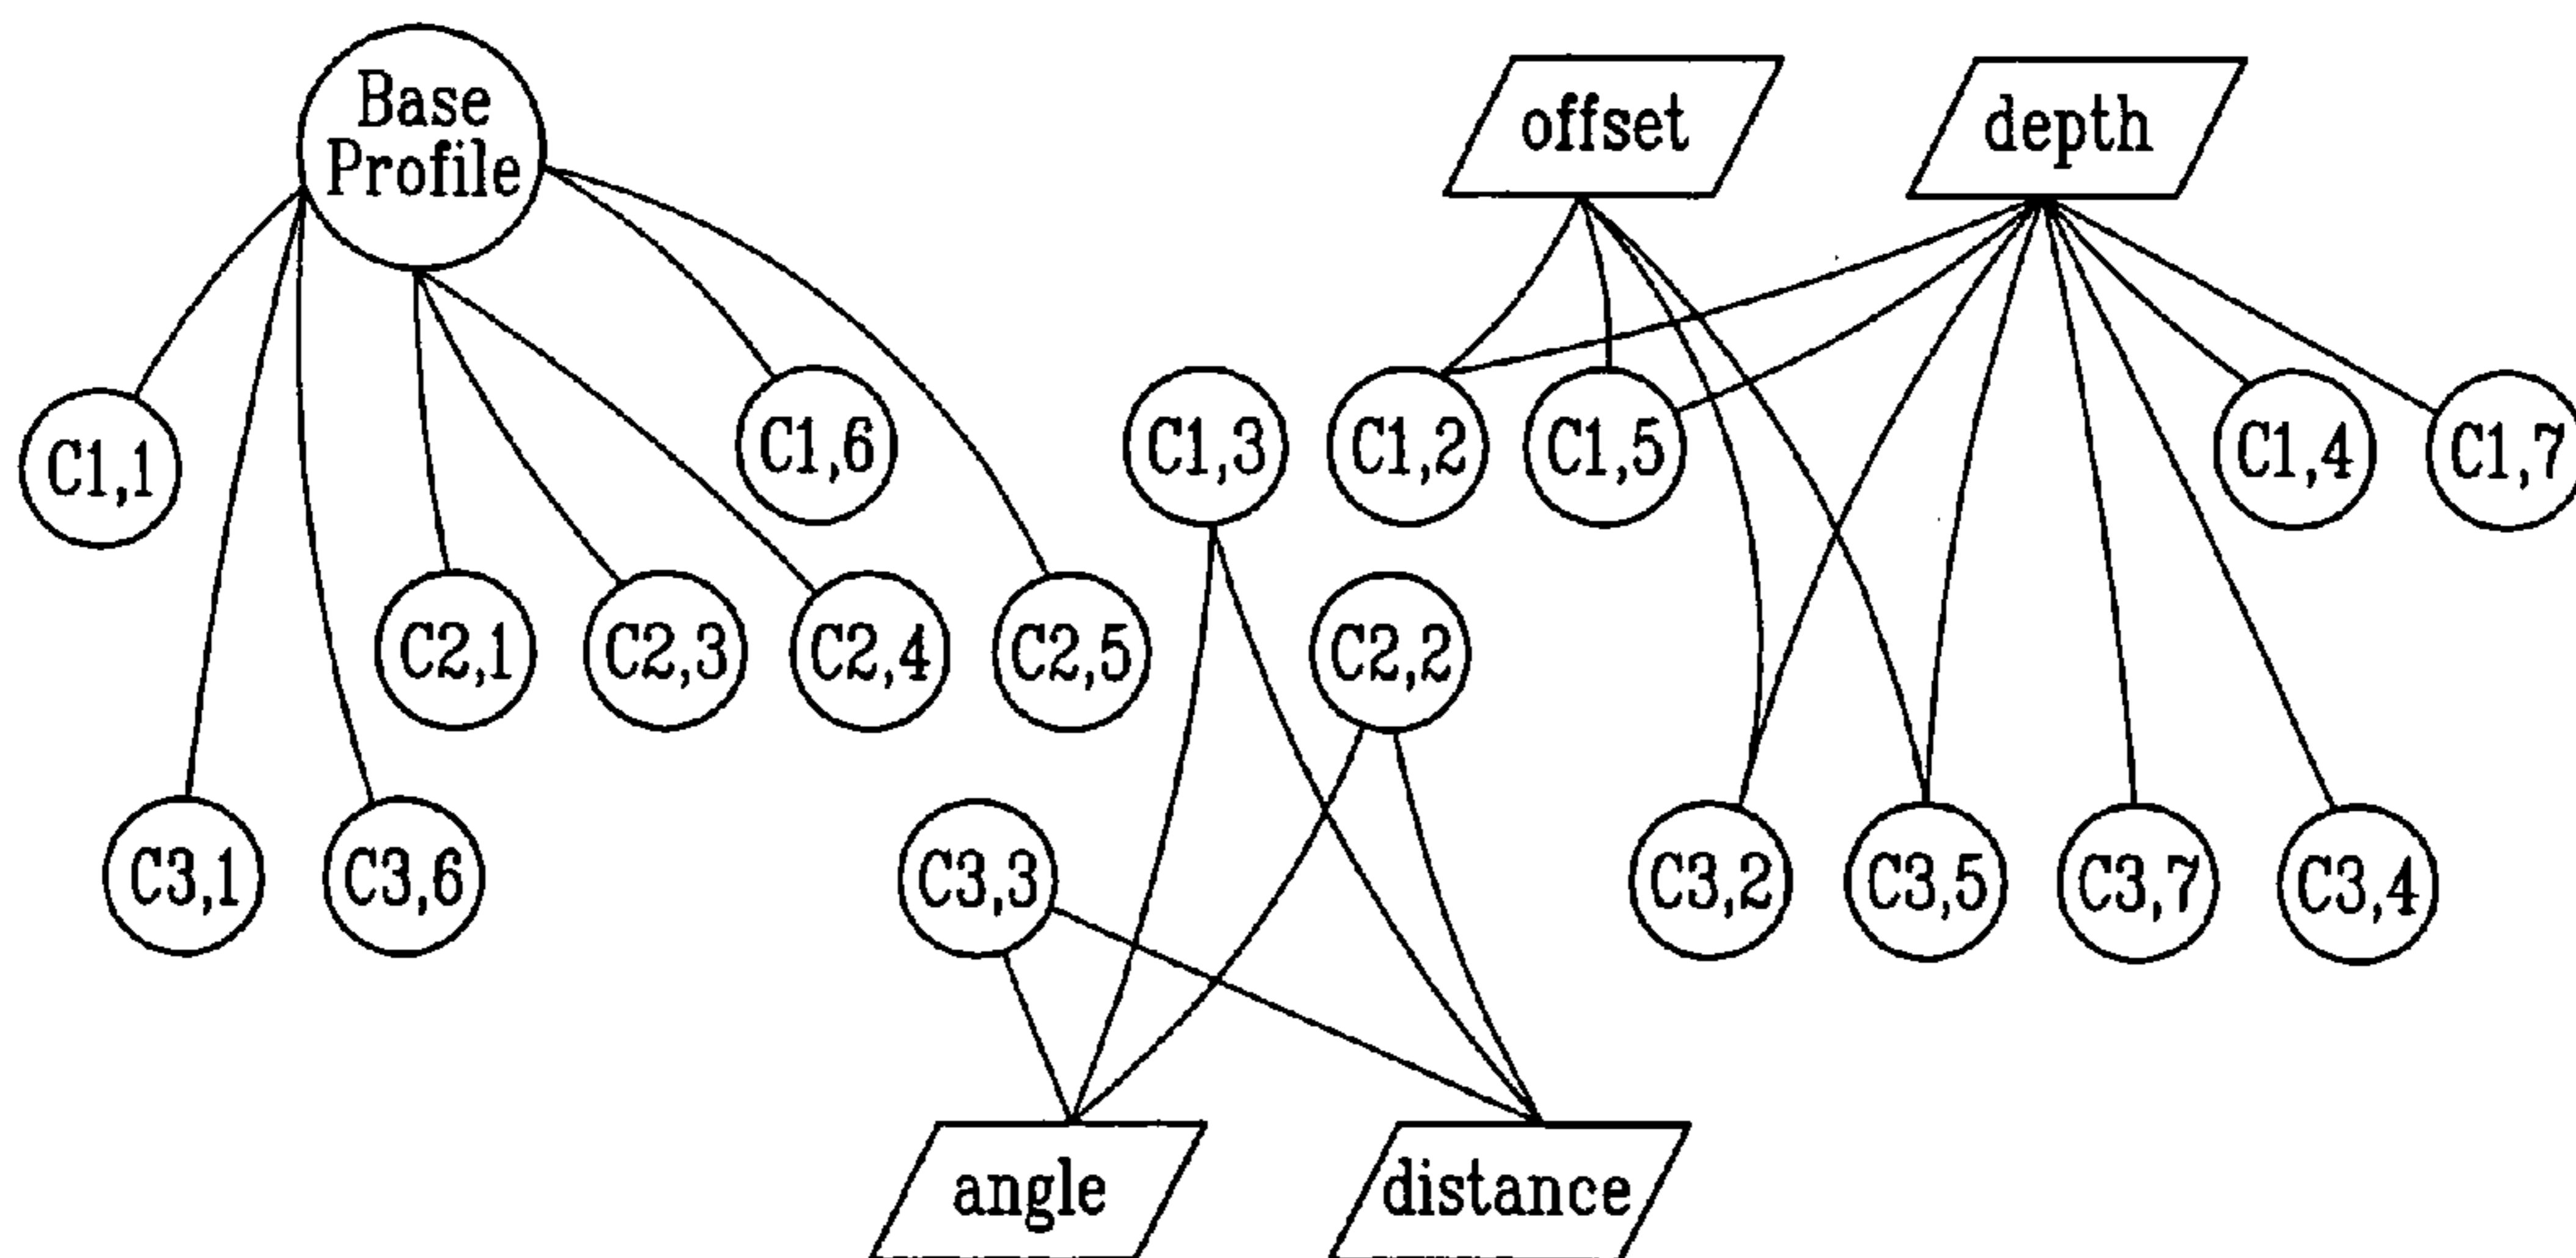 Base
Profile
offset
depth
C1,1
C1,6
C1,3
C1,2
C1,5
C1,4
C1,7
C2,1
C2,3
C2,4
C2,5
C2,2
C3,1
C3,6
C3,3
C3,2
C3,5
C3,7
C3,4
angle
distance